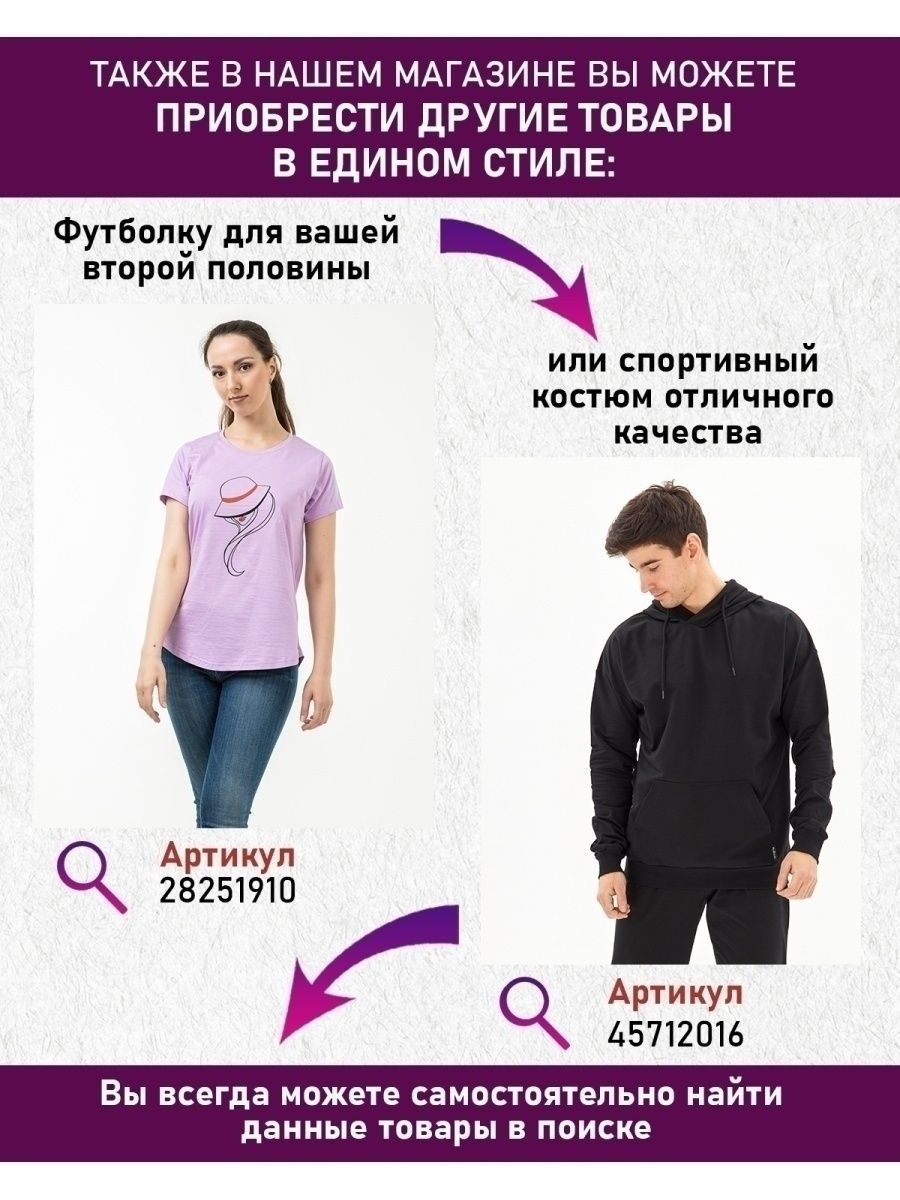 ТАКЖЕ В НАШЕМ МАГАЗИНЕ ВЫ МОЖЕТЕ
ПРИОБРЕСТИ ДРУГИЕ ТОВАРЫ
В ЕДИНОМ СТИЛЕ:
Футболку для вашей
второй половины
или спортивный
костюм отличного
качества
Артикул
28251910
Артикул
45712016
Вы всегда можете самостоятельно найти
данные товары в поиске